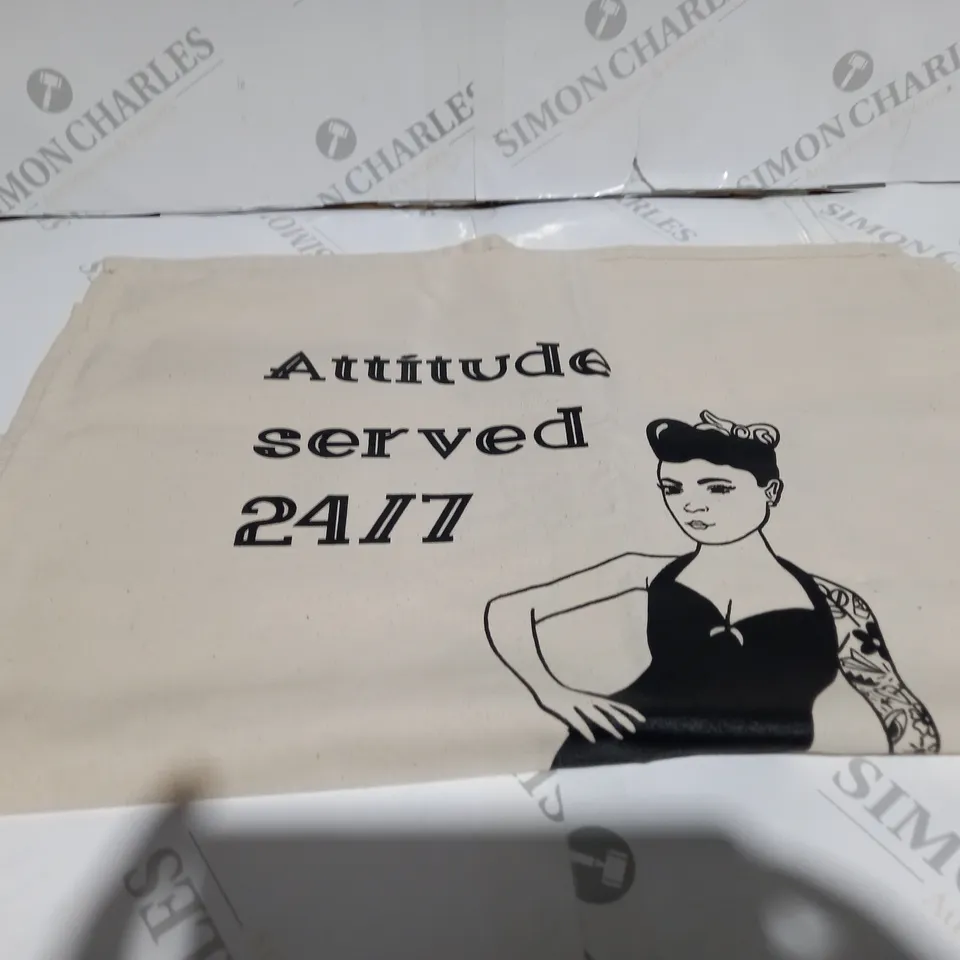 SIMON CHARLES
SIMON CHARLES
SIMON CHARLES
SIMON CHARLES
Attitude
served
24/7